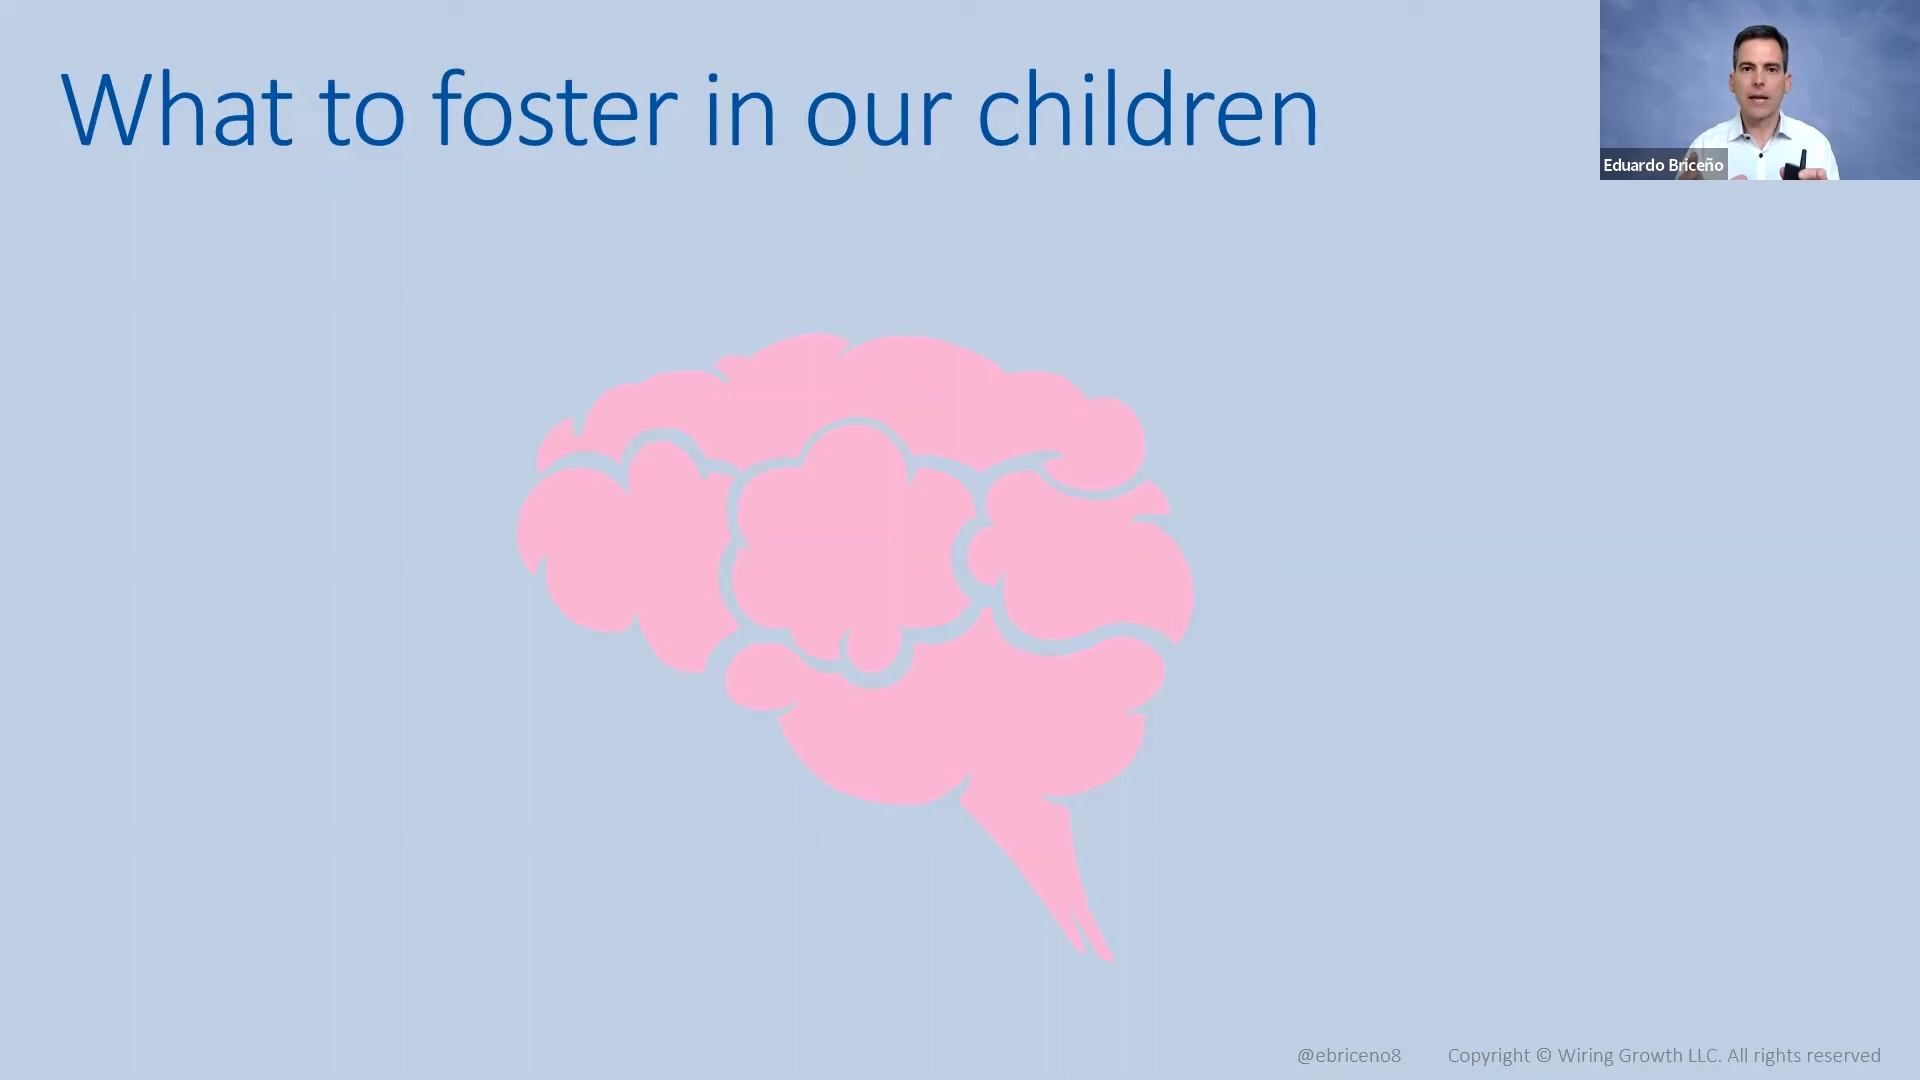 What to foster in our children
Eduardo Briceño
@ebriceno8 Copyright © Wiring Growth LLC. All rights reserved